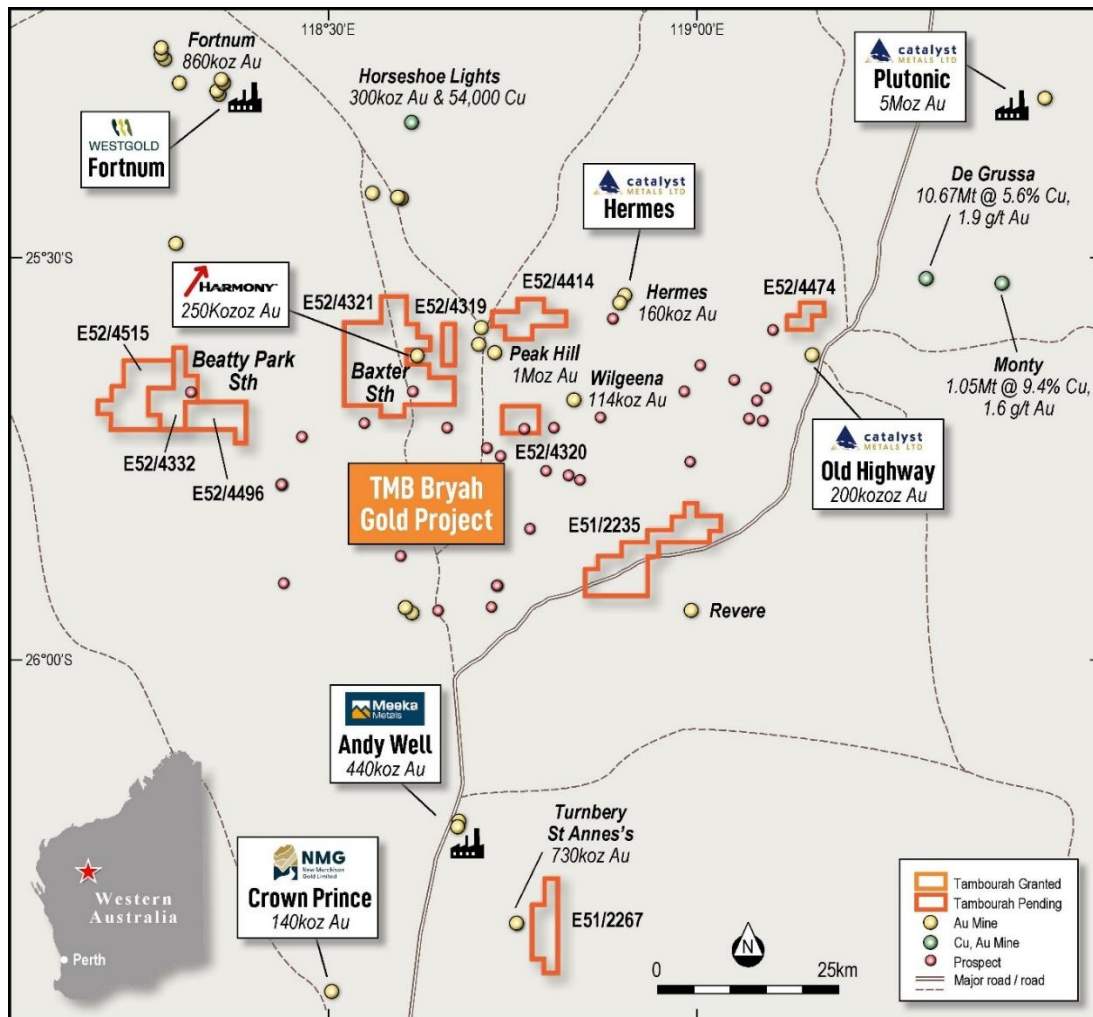 118°30'E
119°00'E
Fortnum
860koz Au
WESTGOLD
Fortnum
Horseshoe Lights
300koz Au & 54,000 Cu
catalyst
METALS LTD
Plutonic
5Moz Au
catalyst
METALS LTD
Hermes
De Grussa
10.67Mt @ 5.6% Cu,
1.9 g/t Au
25°30'S
HARMONY™
250Kozoz Au
E52/4321
E52/4319
E52/4414
Hermes
160koz Au
E52/4474
E52/4515
Beatty Park
Sth
Baxter
Sth
Peak Hill
1Moz Au
Wilgeena
114koz Au
Monty
1.05Mt @ 9.4% Cu,
1.6 g/t Au
E52/4332
E52/4496
E52/4320
TMB Bryah
Gold Project
catalyst
METALS LTD
Old Highway
200kozoz Au
E51/2235
Revere
26°00'S
Meeka
Metals
Andy Well
440koz Au
Turnbery
St Annes's
730koz Au
E51/2267
NMG
New Murchison
Gold Limited
Crown Prince
140koz Au
Western
Australia
Perth
N
0
25km
Tambourah Granted
Tambourah Pending
Au Mine
Cu, Au Mine
Prospect
Major road / road